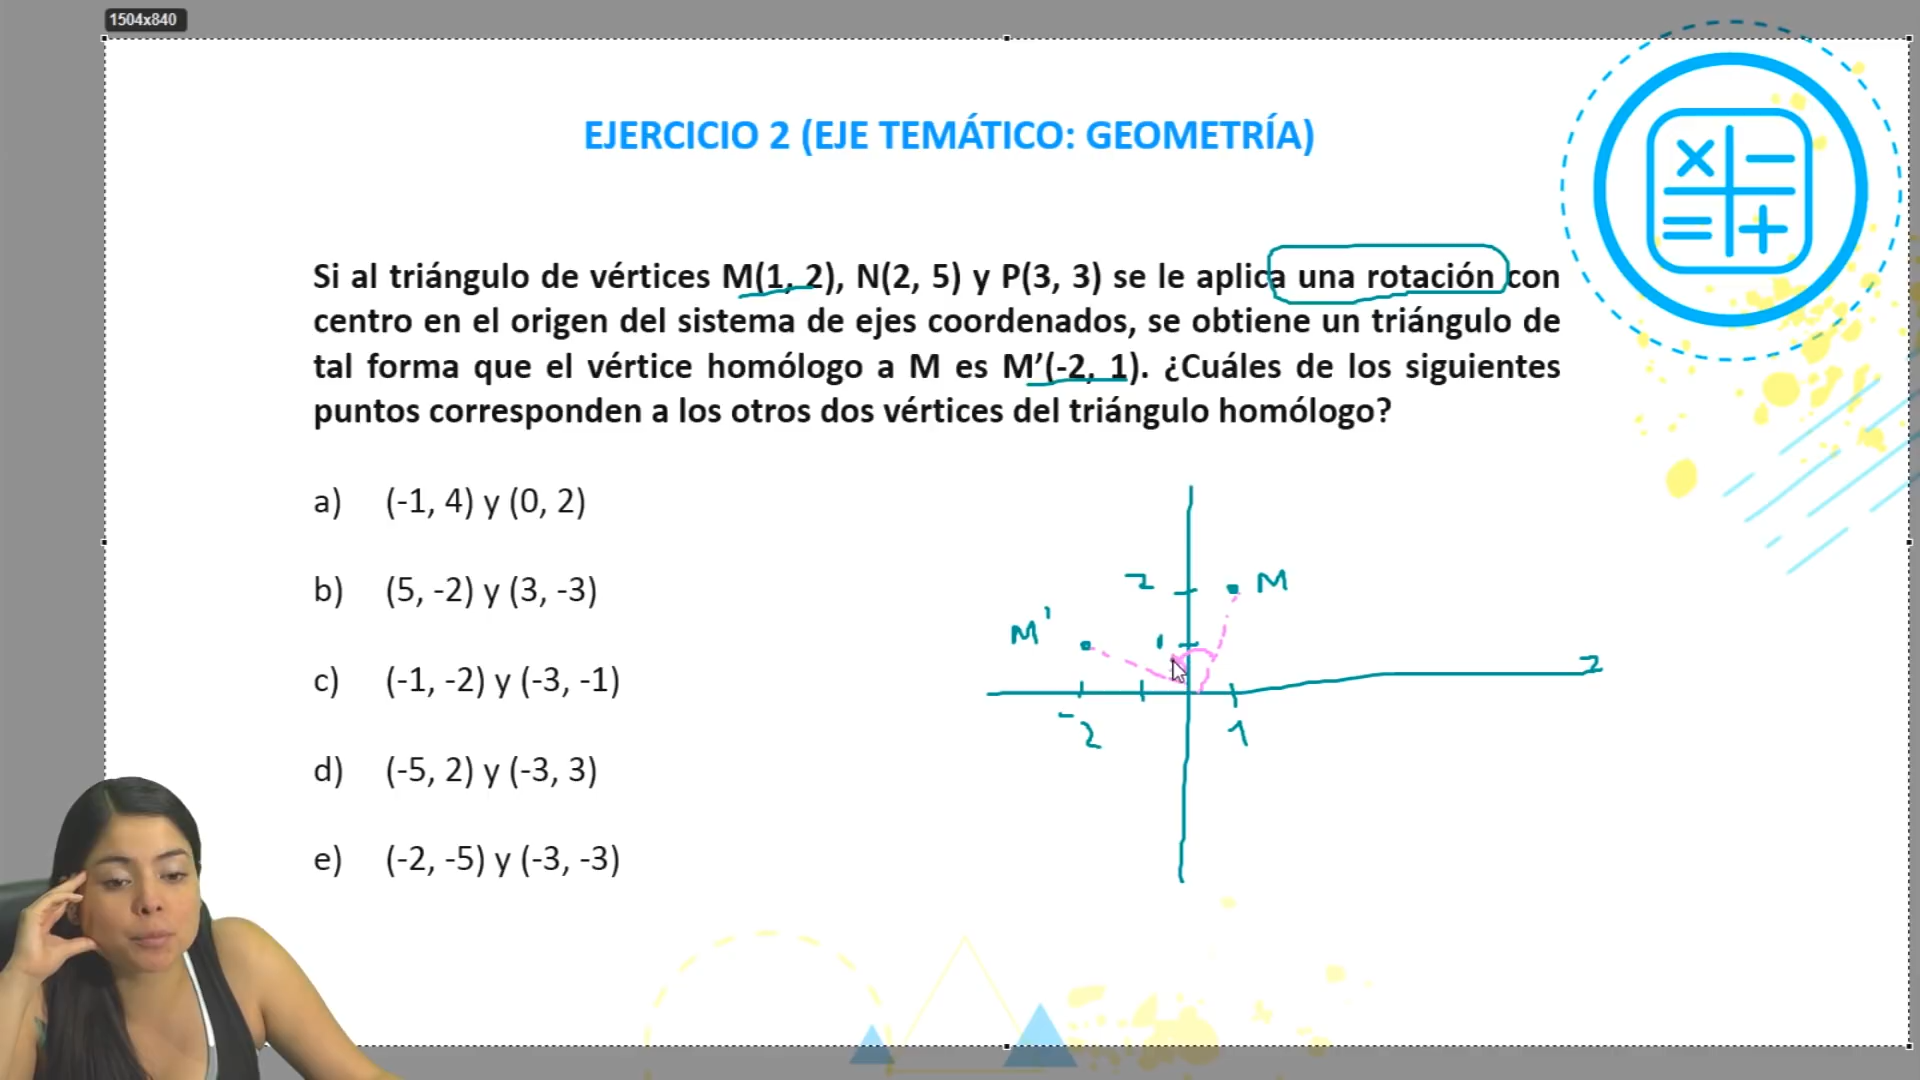 1504x840
EJERCICIO 2 (EJE TEMÁTICO: GEOMETRÍA)
Si al triángulo de vértices M(1, 2), N(2, 5) y P(3, 3) se le aplica una rotación con
centro en el origen del sistema de ejes coordenados, se obtiene un triángulo de
tal forma que el vértice homólogo a M es M’(-2, 1). ¿Cuáles de los siguientes
puntos corresponden a los otros dos vértices del triángulo homólogo?
a) (-1, 4) y (0, 2)
b) (5, -2) y (3, -3)
c) (-1, -2) y (-3, -1)
d) (-5, 2) y (-3, 3)
e) (-2, -5) y (-3, -3)
2 M
M' 1
2
-2 1